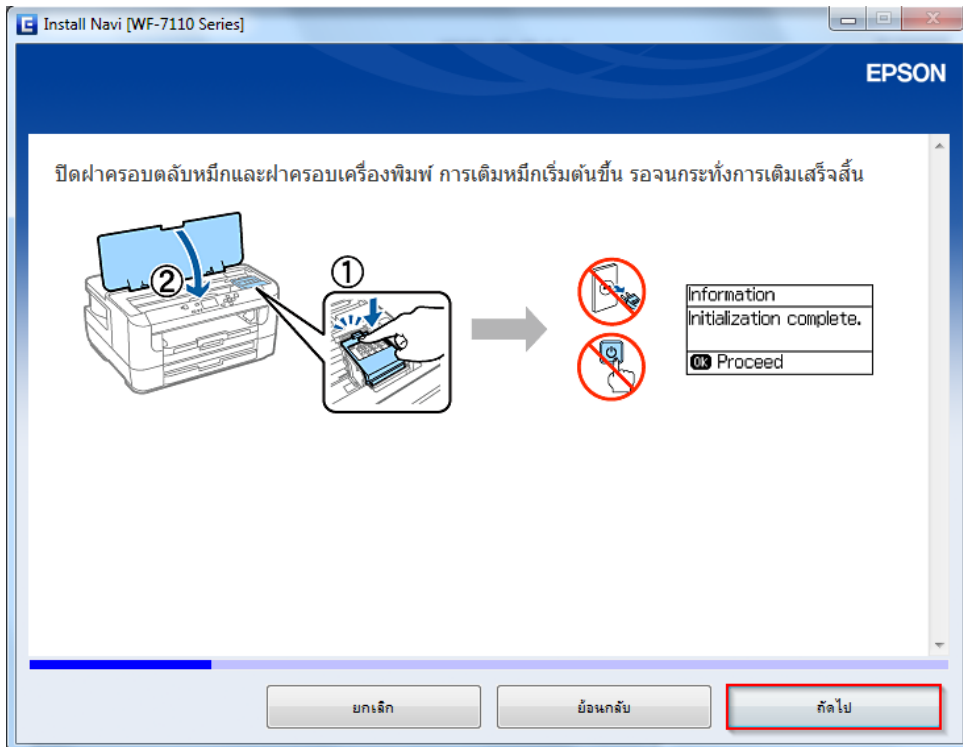 Install Navi [WF-7110 Series]
EPSON
ปิดฝาครอบตลับหมึกและฝาครอบเครื่องพิมพ์ การเติมหมึกเริ่มต้นขึ้น รอจนกระทั่งการเติมเสร็จสิ้น
②
①
Information
Initialization complete.
OK Proceed
ยกเลิก
ย้อนกลับ
ถัดไป